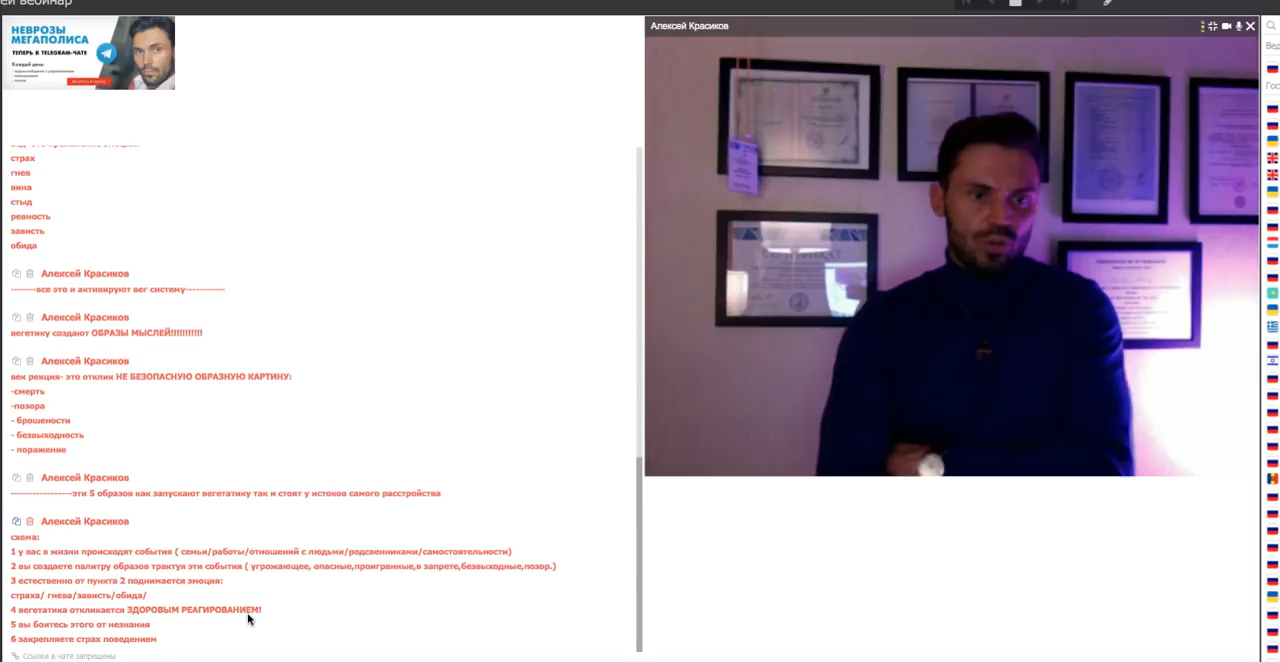 ей вебинар
НЕВРОЗЫ
МЕГАПОЛИСА
ТЕПЕРЬ В TELEGRAM-ЧАТЕ
Каждый день:
страх
гнев
вина
стыд
ревность
зависть
обида
Алексей Красиков
-------все это и активируют вег систему-----------
Алексей Красиков
вегетику создают ОБРАЗЫ МЫСЛЕЙ!!!!!!!!!!!
Алексей Красиков
век рекция- это отклик НЕ БЕЗОПАСНУЮ ОБРАЗНУЮ КАРТИНУ:
-смерть
-позора
- брошености
- безвыходность
- поражение
Алексей Красиков
-----------------эти 5 образов как запускают вегетатику так и стоят у истоков самого расстройства
Алексей Красиков
схема:
1 у вас в жизни происходят события ( семьи/работы/отношений с людьми/родсвенниками/самостоятельности)
2 вы создаете палитру образов трактуя эти события ( угрожающее, опасные,проигранные,в запрете,безвыходные,позор.)
3 естественно от пункта 2 поднимается эмоция:
страха/ гнева/зависть/обида/
4 вегетатика откликается ЗДОРОВЫМ РЕАГИРОВАНИЕМ!
5 вы боитесь этого от незнания
6 закрепляете страх поведением
Ссылки в чате запрещены
Алексей Красиков
Вед
Гос